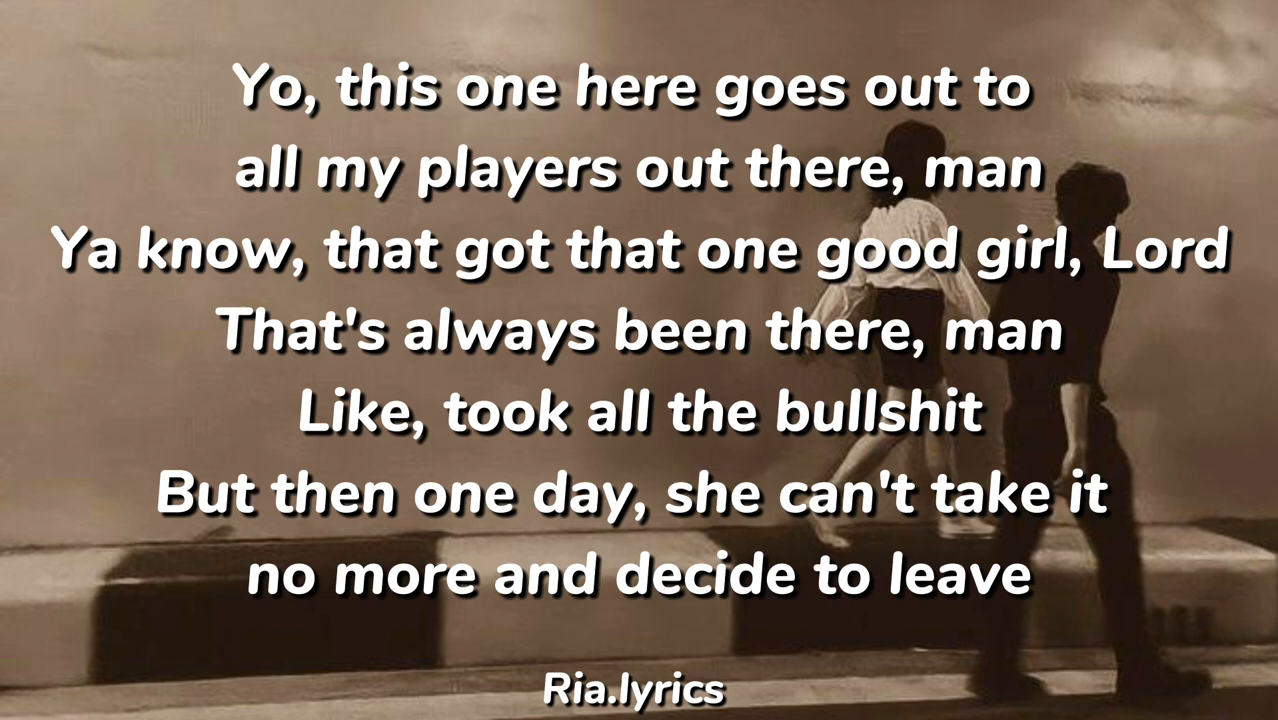 Yo, this one here goes out to
all my players out there, man
Ya know, that got that one good girl, Lord
That's always been there, man
Like, took all the bullshit
But then one day, she can't take it
no more and decide to leave
Ria.lyrics